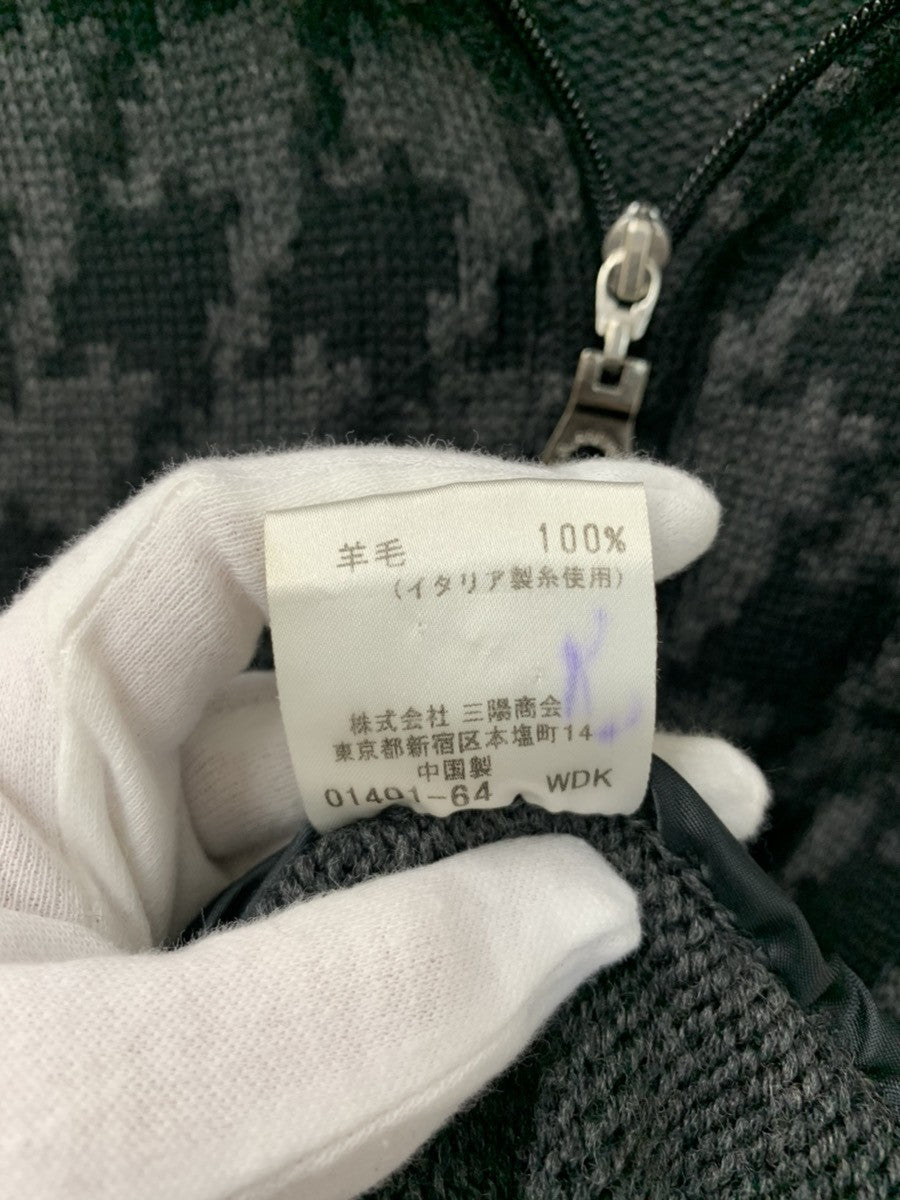 羊毛 100%
(イタリア製糸使用)
株式会社 三陽商会
東京都新宿区本塩町14
中国製
01491-64 WDK